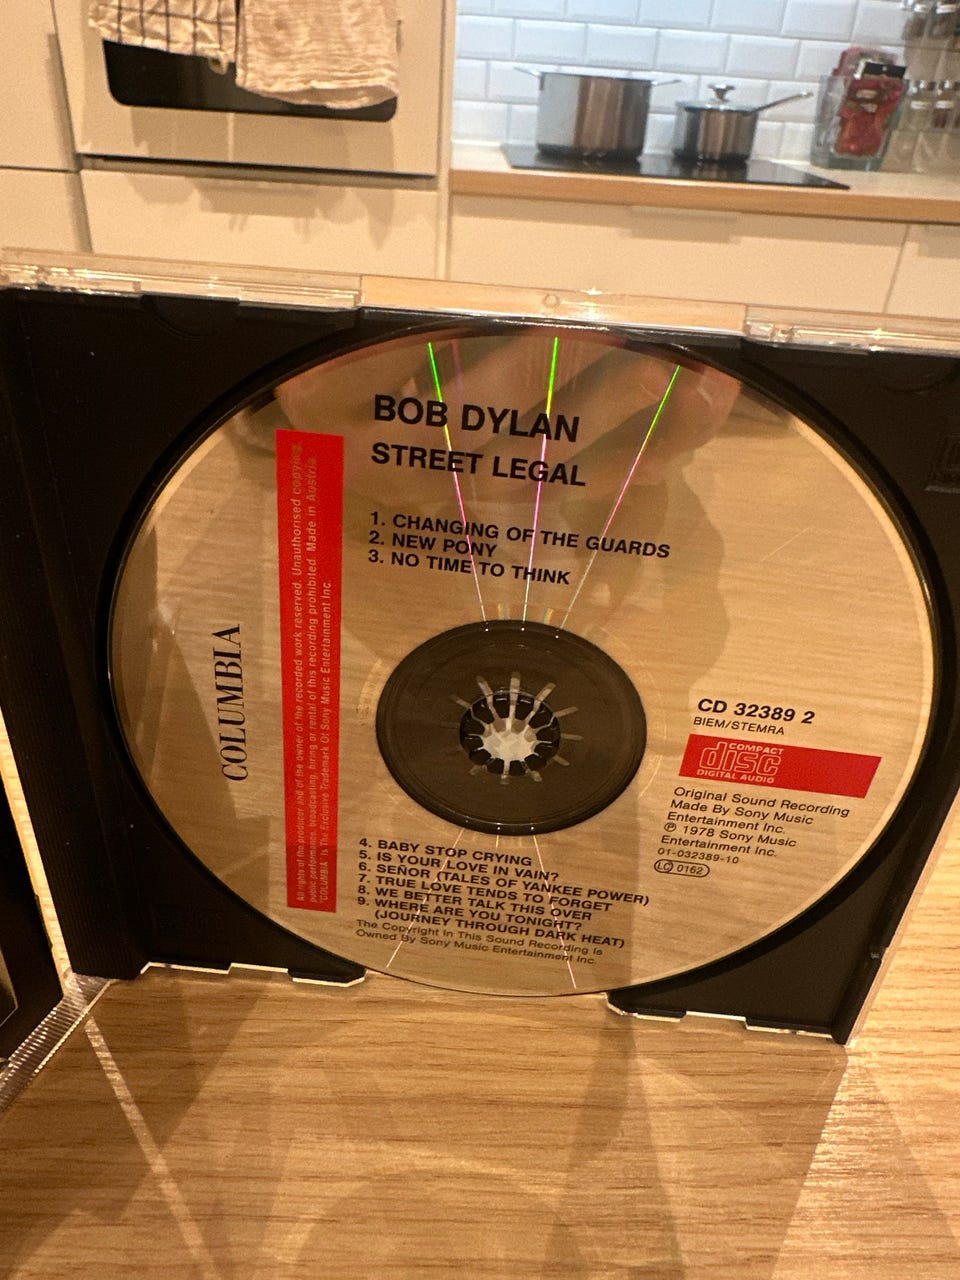 BOB DYLAN
STREET LEGAL
1. CHANGING OF THE GUARDS
2. NEW PONY
3. NO TIME TO THINK
COLUMBIA
All rights of the producer and of the owner of the recorded work reserved. Unauthorised copying,
public performance, broadcasting, hiring or rental of this recording prohibited. Made in Austria.
"COLUMBIA" Is The Exclusive Trademark Of Sony Music Entertainment Inc.
CD 32389 2
BIEM/STEMRA
COMPACT
disc
DIGITAL AUDIO
Original Sound Recording
Made By Sony Music
Entertainment Inc.
℗ 1978 Sony Music
Entertainment Inc.
01-032389-10
LC 0162
4. BABY STOP CRYING
5. IS YOUR LOVE IN VAIN?
6. SEÑOR (TALES OF YANKEE POWER)
7. TRUE LOVE TENDS TO FORGET
8. WE BETTER TALK THIS OVER
9. WHERE ARE YOU TONIGHT?
(JOURNEY THROUGH DARK HEAT)
The Copyright In This Sound Recording Is
Owned By Sony Music Entertainment Inc.